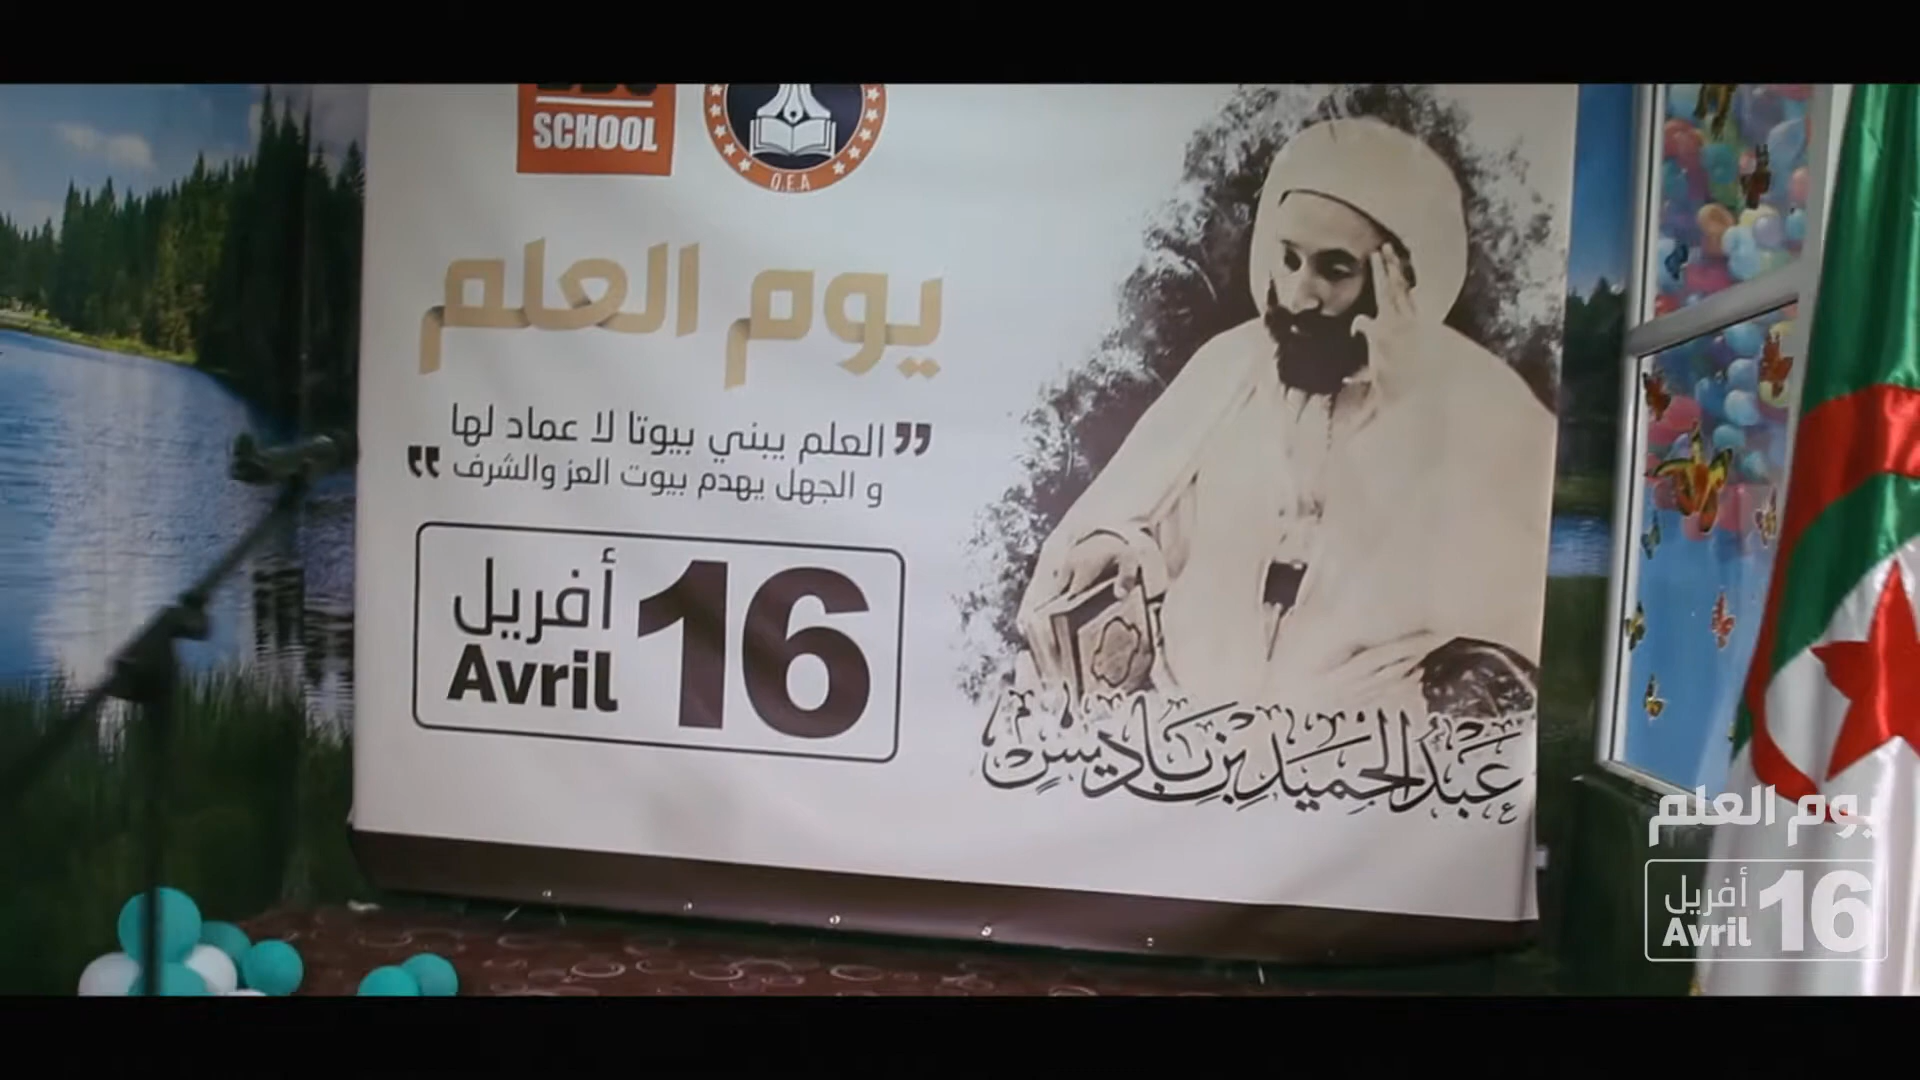 SCHOOL
O.E.A
يوم العلم
”العلم يبني بيوتا لا عماد لها
و الجهل يهدم بيوت العز والشرف“
16 أفريل
Avril
عبد الحميد بن باديس
يوم العلم
16 أفريل
Avril